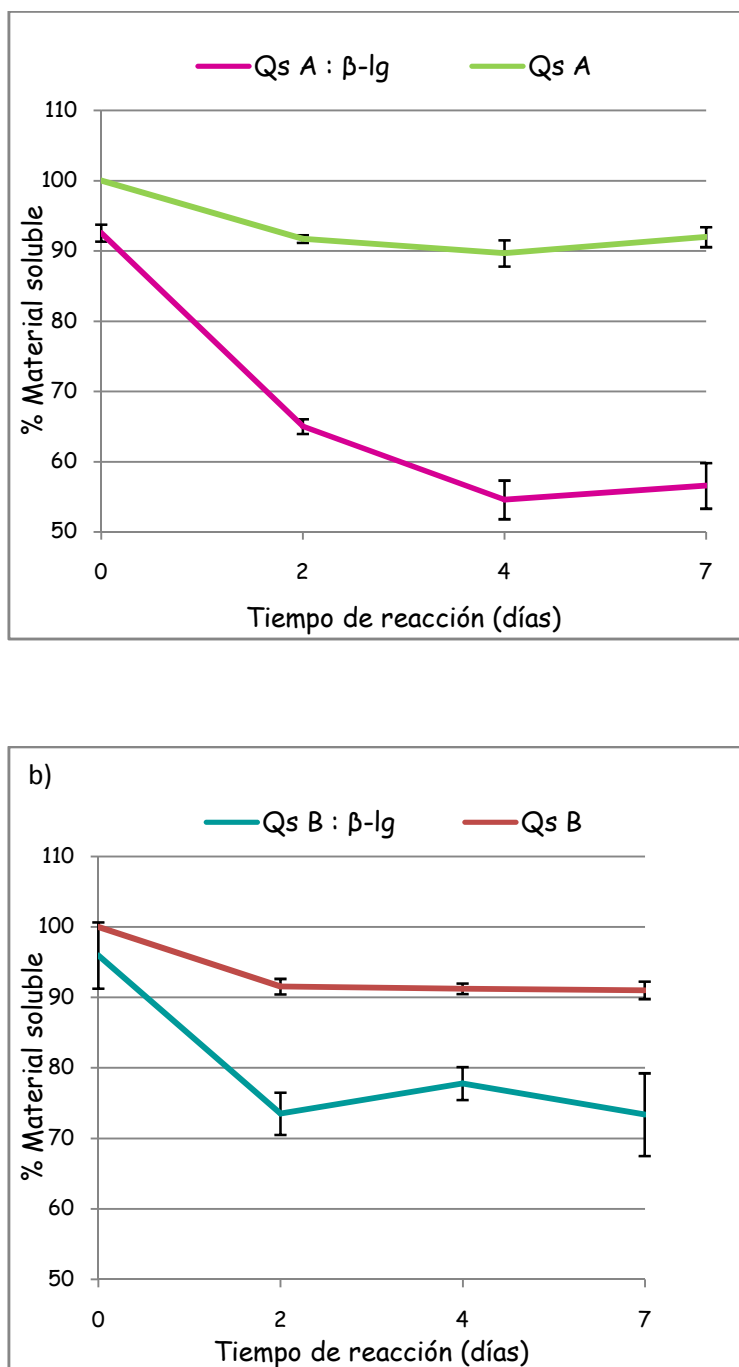 Qs A : β-lg Qs A
110
100
90
80
70
60
50
% Material soluble
0 2 4 7
Tiempo de reacción (días)
b)
Qs B : β-lg Qs B
110
100
90
80
70
60
50
% Material soluble
0 2 4 7
Tiempo de reacción (días)